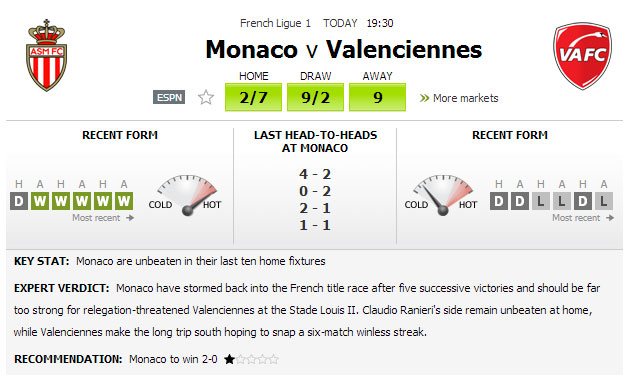 French Ligue 1 TODAY 19:30
Monaco v Valenciennes
ASM FC
VAFC
HOME DRAW AWAY
ESPN 2/7 9/2 9 » More markets
RECENT FORM
H A H A H A
D W W W W W
Most recent →
COLD HOT
LAST HEAD-TO-HEADS
AT MONACO
4 - 2
0 - 2
2 - 1
1 - 1
RECENT FORM
COLD HOT
H A H A H A
D D L L D L
Most recent →
KEY STAT: Monaco are unbeaten in their last ten home fixtures
EXPERT VERDICT: Monaco have stormed back into the French title race after five successive victories and should be far
too strong for relegation-threatened Valenciennes at the Stade Louis II. Claudio Ranieri's side remain unbeaten at home,
while Valenciennes make the long trip south hoping to snap a six-match winless streak.
RECOMMENDATION: Monaco to win 2-0